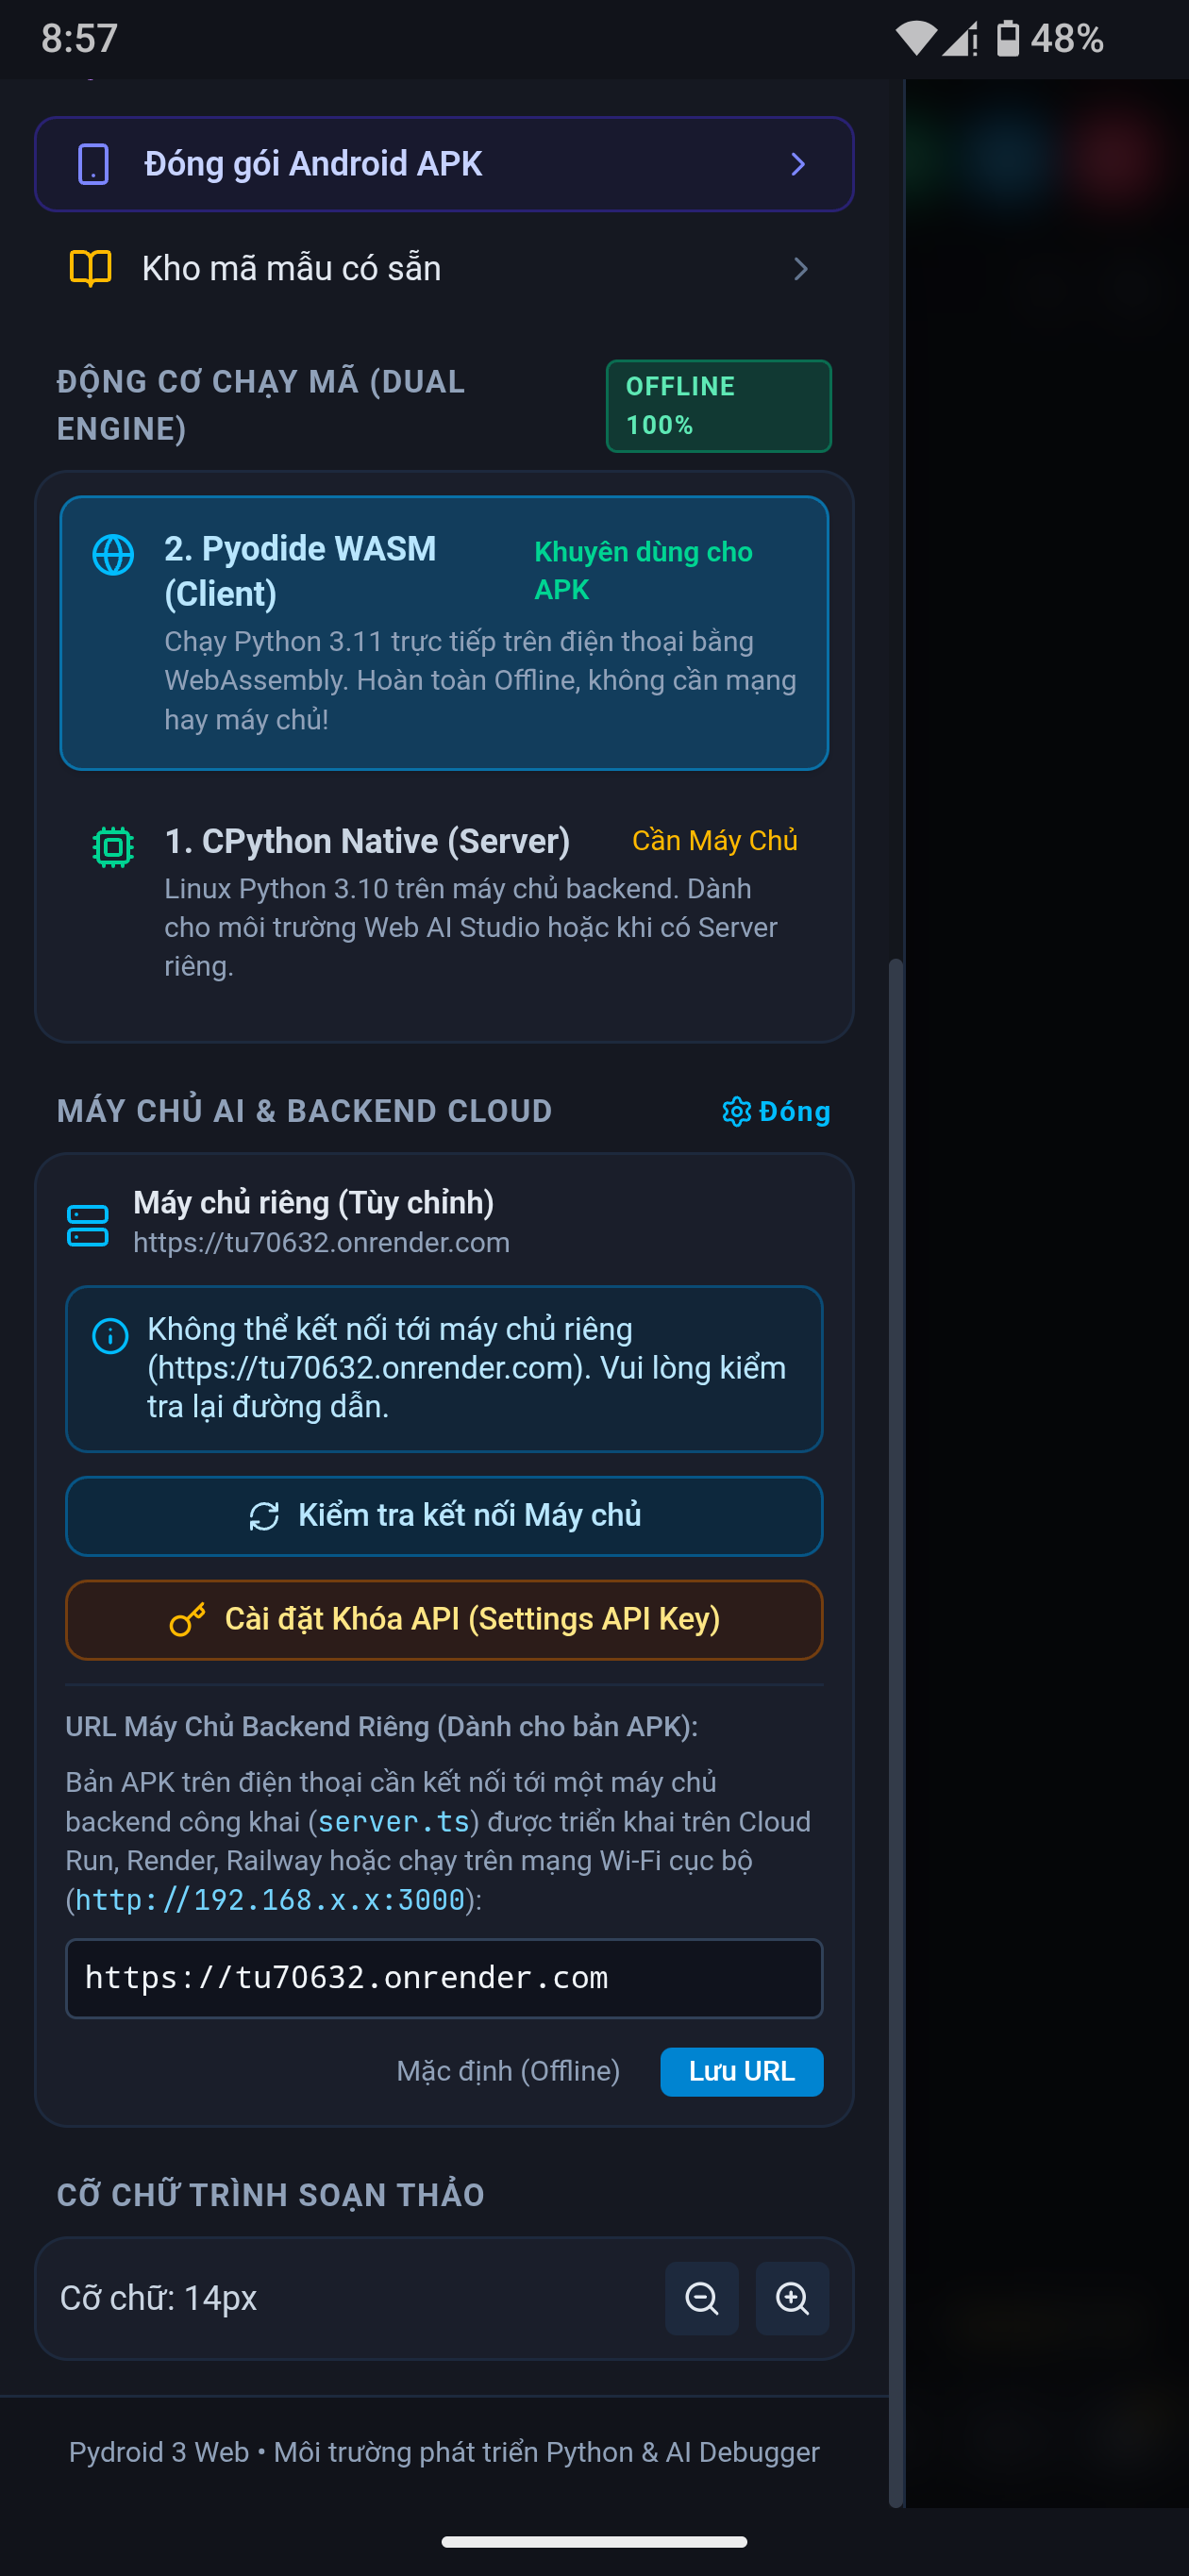 8:57
48%
Đóng gói Android APK
Kho mã mẫu có sẵn
ĐỘNG CƠ CHẠY MÃ (DUAL
ENGINE)
OFFLINE
100%
2. Pyodide WASM
(Client)
Khuyên dùng cho
APK
Chạy Python 3.11 trực tiếp trên điện thoại bằng
WebAssembly. Hoàn toàn Offline, không cần mạng
hay máy chủ!
1. CPython Native (Server)
Cần Máy Chủ
Linux Python 3.10 trên máy chủ backend. Dành
cho môi trường Web AI Studio hoặc khi có Server
riêng.
MÁY CHỦ AI & BACKEND CLOUD
Đóng
Máy chủ riêng (Tùy chỉnh)
https://tu70632.onrender.com
Không thể kết nối tới máy chủ riêng
(https://tu70632.onrender.com). Vui lòng kiểm
tra lại đường dẫn.
Kiểm tra kết nối Máy chủ
Cài đặt Khóa API (Settings API Key)
URL Máy Chủ Backend Riêng (Dành cho bản APK):
Bản APK trên điện thoại cần kết nối tới một máy chủ
backend công khai (server.ts) được triển khai trên Cloud
Run, Render, Railway hoặc chạy trên mạng Wi-Fi cục bộ
(http://192.168.x.x:3000):
https://tu70632.onrender.com
Mặc định (Offline)
Lưu URL
CỠ CHỮ TRÌNH SOẠN THẢO
Cỡ chữ: 14px
Pydroid 3 Web • Môi trường phát triển Python & AI Debugger